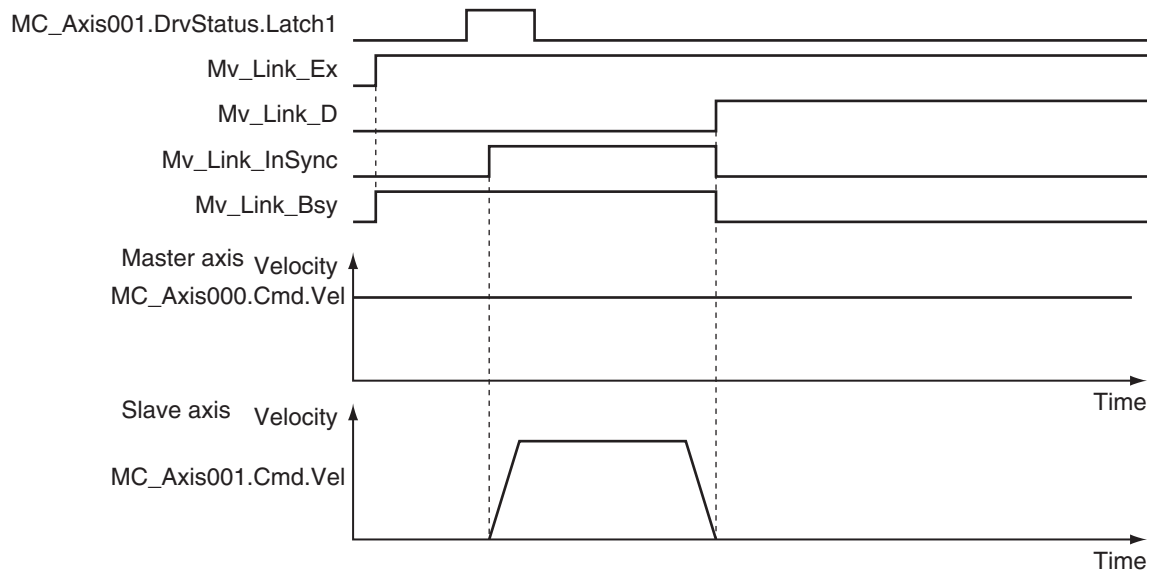 MC_Axis001.DrvStatus.Latch1
Mv_Link_Ex
Mv_Link_D
Mv_Link_InSync
Mv_Link_Bsy
Master axis Velocity
MC_Axis000.Cmd.Vel
Time
Slave axis Velocity
MC_Axis001.Cmd.Vel
Time